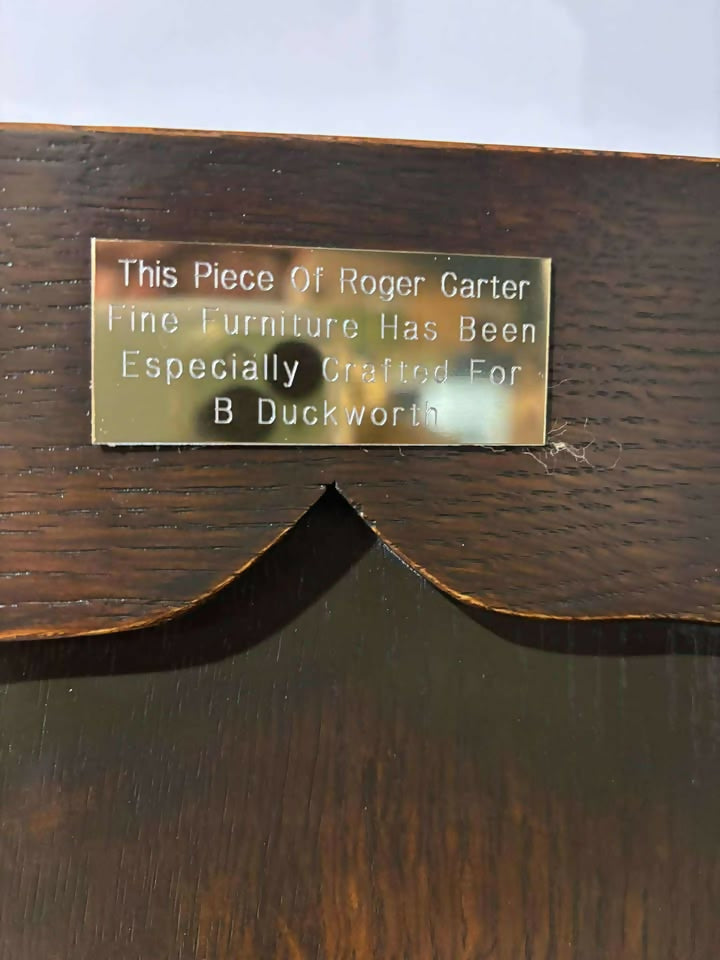 This Piece Of Roger Carter
Fine Furniture Has Been
Especially Crafted For
B Duckworth